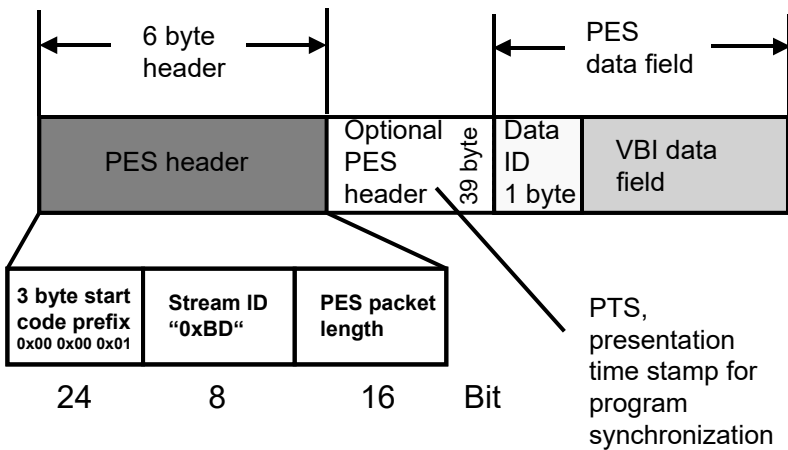 6 byte
header
PES
data field
PES header
Optional
PES
header
39 byte
Data
ID
1 byte
VBI data
field
3 byte start
code prefix
0x00 0x00 0x01
Stream ID
“0xBD“
PES packet
length
24
8
16
Bit
PTS,
presentation
time stamp for
program
synchronization